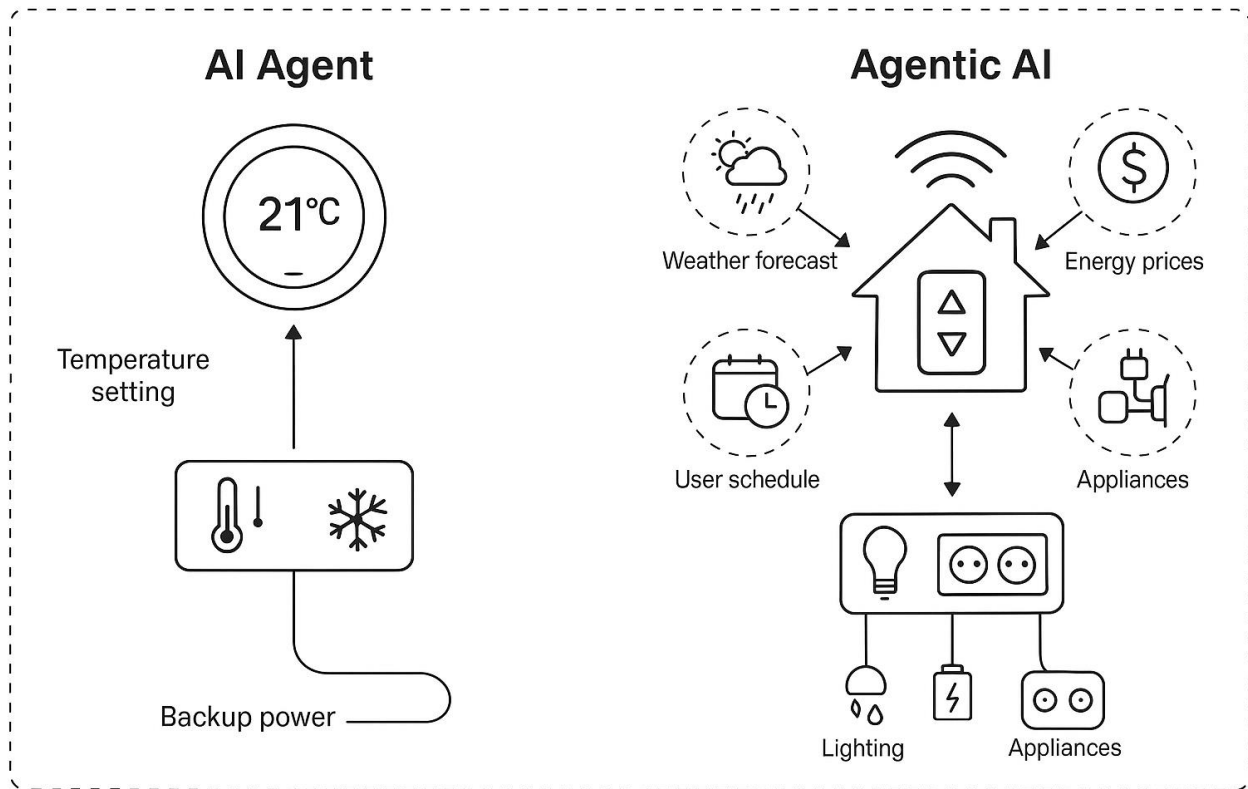 AI Agent
21°C
Temperature
setting
Backup power
Agentic AI
$
Weather forecast
Energy prices
User schedule
Appliances
Lighting
Appliances